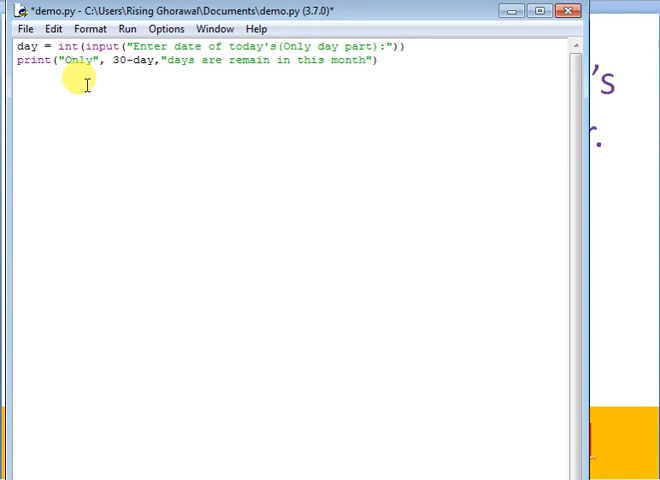 *demo.py - C:\Users\Rising Ghorawal\Documents\demo.py (3.7.0)*
File Edit Format Run Options Window Help
day = int(input("Enter date of today's(Only day part):"))
print("Only", 30-day,"days are remain in this month")
's
r.